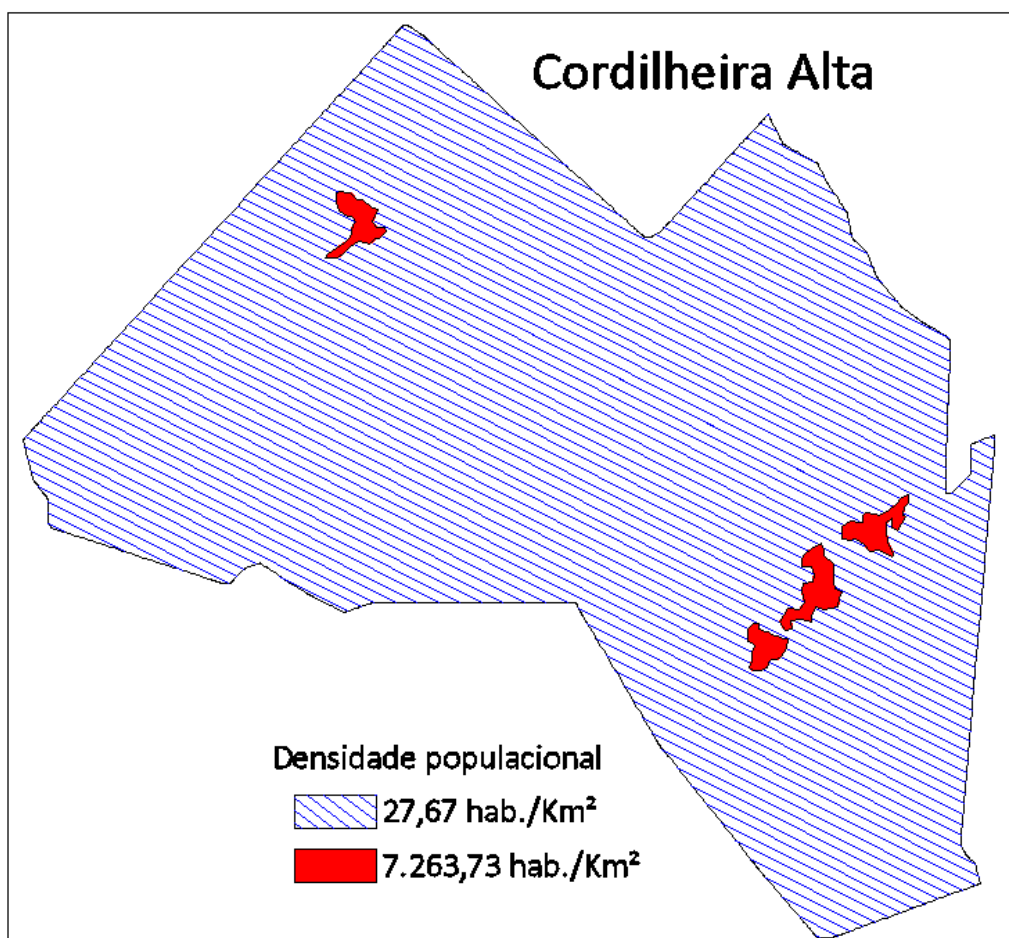 Cordilheira Alta
Densidade populacional
27,67 hab./Km²
7.263,73 hab./Km²